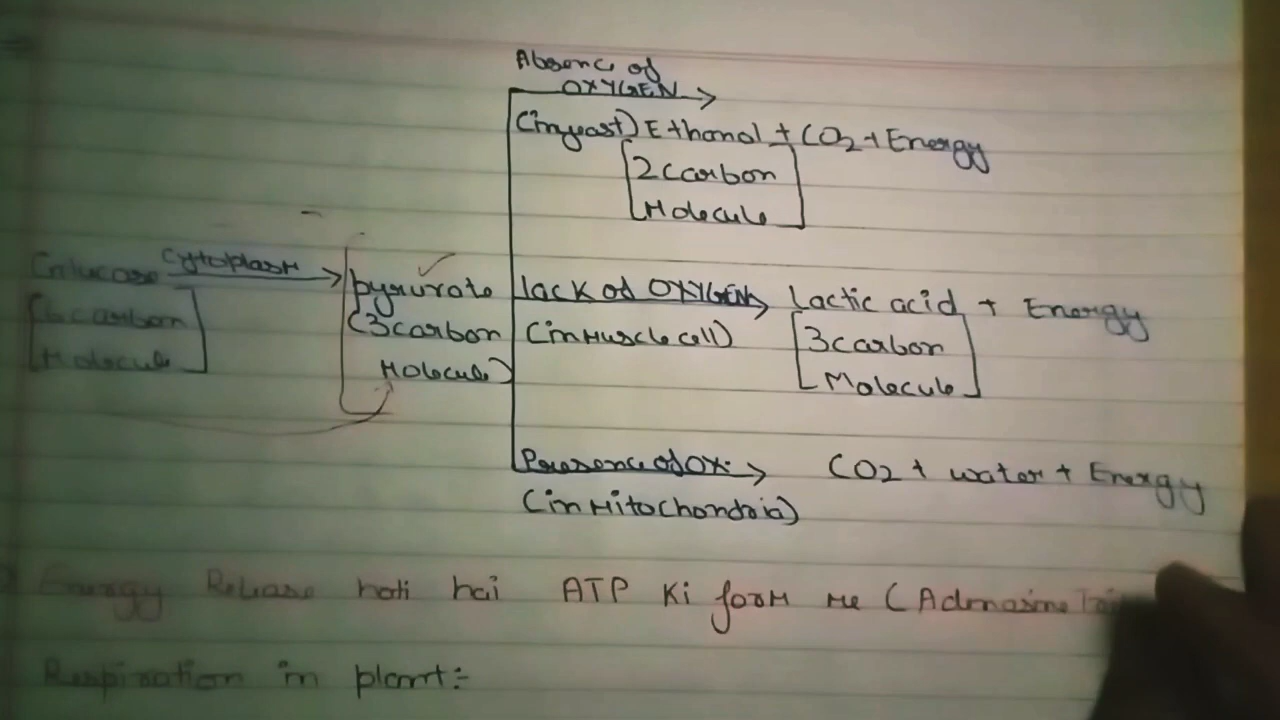 Absence of
OXYGEN
(in yeast) Ethanol + CO2 + Energy
[2 carbon
Molecule]
Glucose Cytoplasm pyruvate lack of OXYGEN Lactic acid + Energy
[6 carbon (3 carbon (in Muscle cell) [3 carbon
Molecule] Molecule) Molecule]
Presence of OX. CO2 + water + Energy
(in Mitochondria)
Energy Release hoti hai ATP Ki form me (
Respiration in plant:-